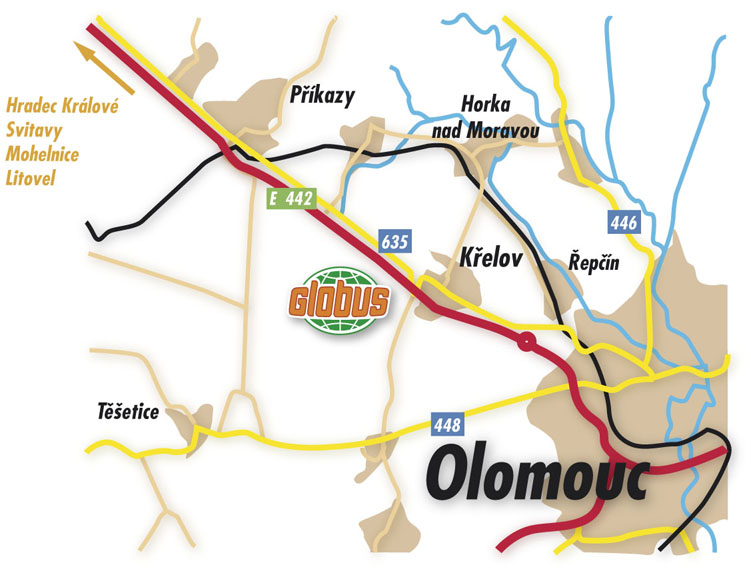 Hradec Králové
Svitavy
Mohelnice
Litovel
Příkazy
Horka
nad Moravou
E 442
635
446
Křelov
Řepčín
Globus
Těšetice
448
Olomouc